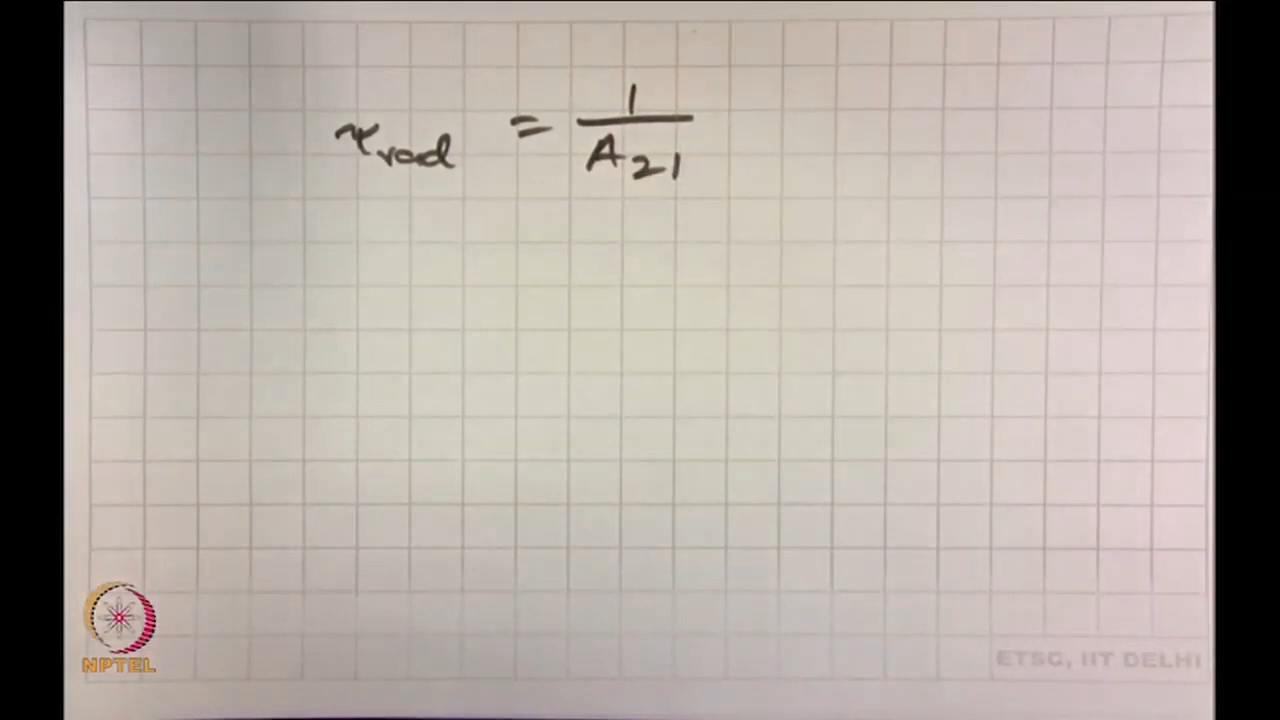 τrad = 1/A21
NPTEL
ETSC, IIT DELHI